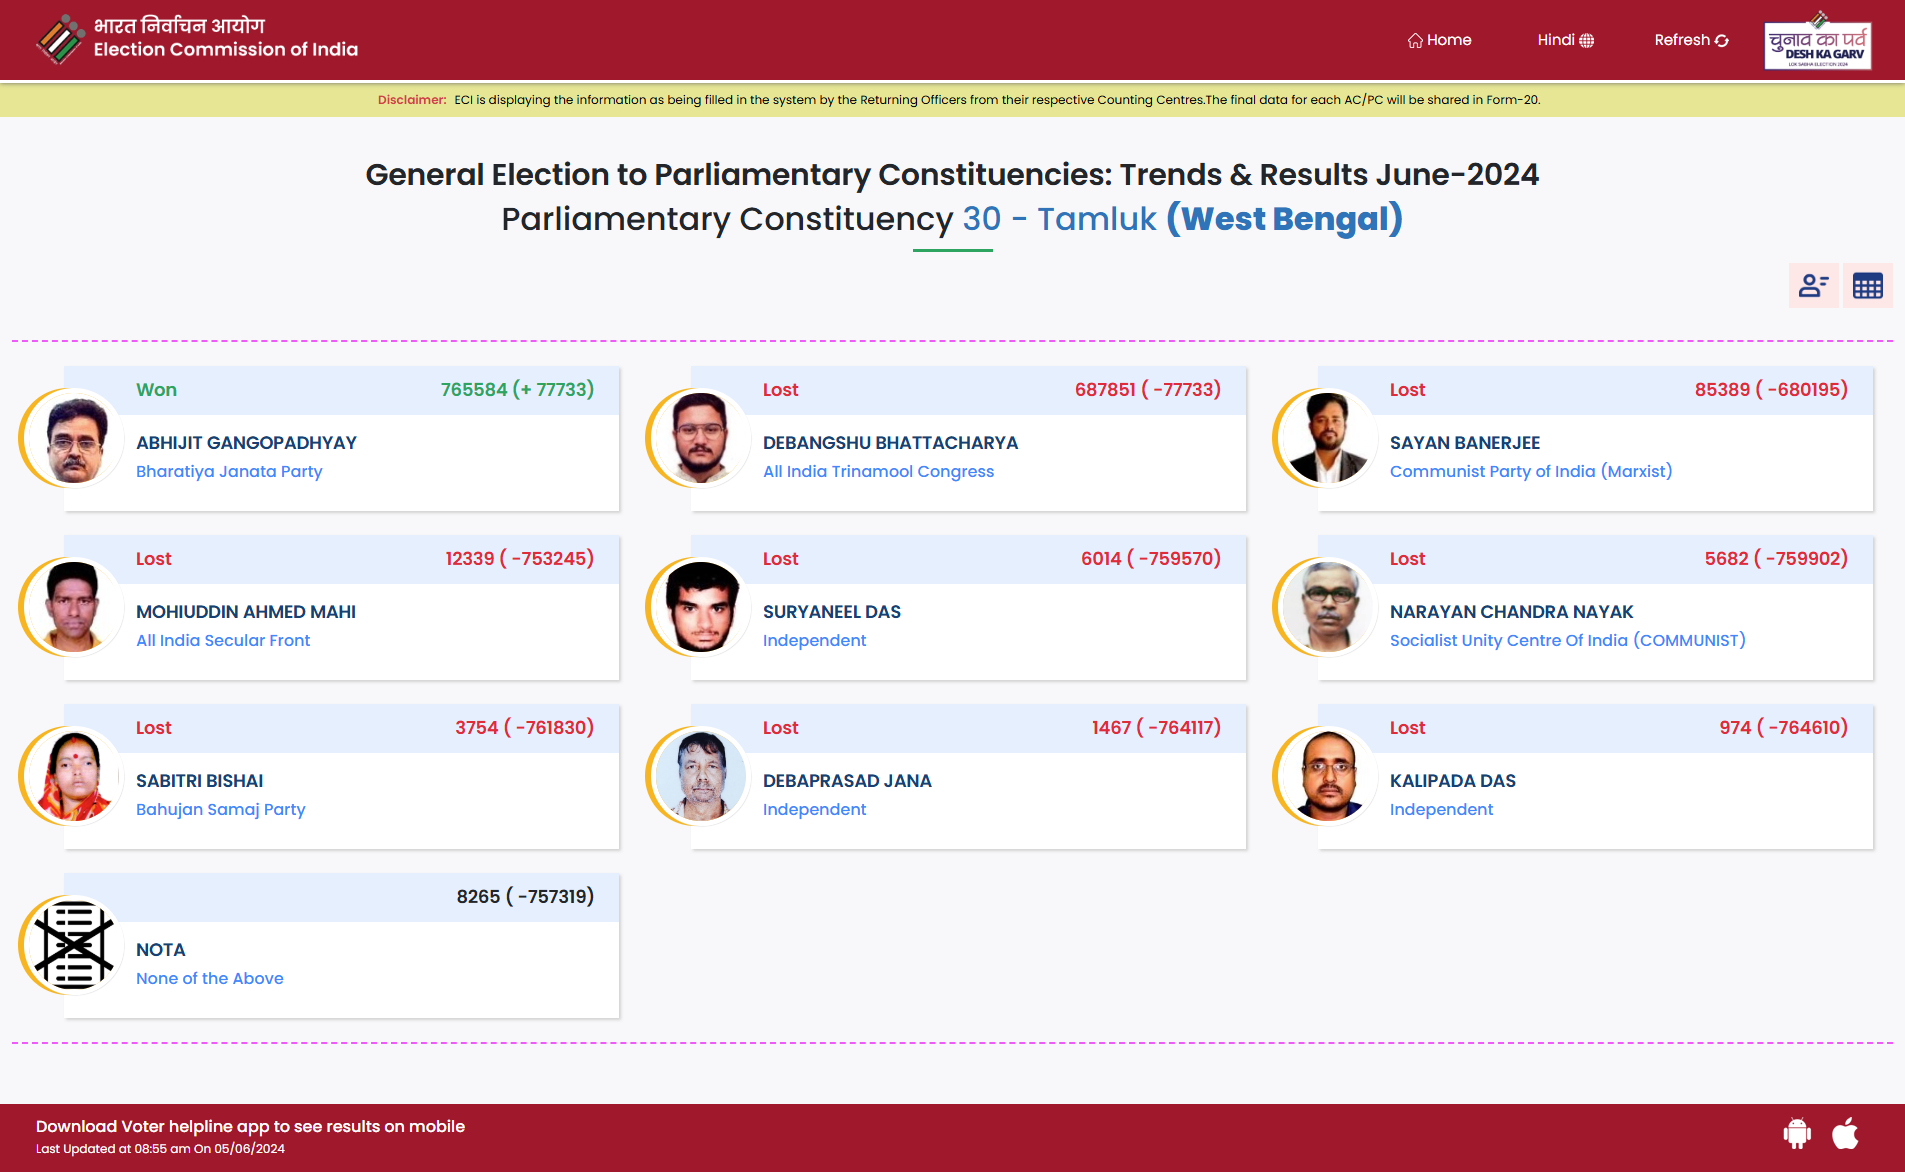 भारत निर्वाचन आयोग
Election Commission of India
Home
Hindi
Refresh
चुनाव का पर्व
DESH KA GARV
LOK SABHA ELECTION 2024
Disclaimer: ECI is displaying the information as being filled in the system by the Returning Officers from their respective Counting Centres.The final data for each AC/PC will be shared in Form-20.
General Election to Parliamentary Constituencies: Trends & Results June-2024
Parliamentary Constituency 30 - Tamluk (West Bengal)
Won 765584 (+ 77733)
ABHIJIT GANGOPADHYAY
Bharatiya Janata Party
Lost 687851 ( -77733)
DEBANGSHU BHATTACHARYA
All India Trinamool Congress
Lost 85389 ( -680195)
SAYAN BANERJEE
Communist Party of India (Marxist)
Lost 12339 ( -753245)
MOHIUDDIN AHMED MAHI
All India Secular Front
Lost 6014 ( -759570)
SURYANEEL DAS
Independent
Lost 5682 ( -759902)
NARAYAN CHANDRA NAYAK
Socialist Unity Centre Of India (COMMUNIST)
Lost 3754 ( -761830)
SABITRI BISHAI
Bahujan Samaj Party
Lost 1467 ( -764117)
DEBAPRASAD JANA
Independent
Lost 974 ( -764610)
KALIPADA DAS
Independent
8265 ( -757319)
NOTA
None of the Above
Download Voter helpline app to see results on mobile
Last Updated at 08:55 am On 05/06/2024